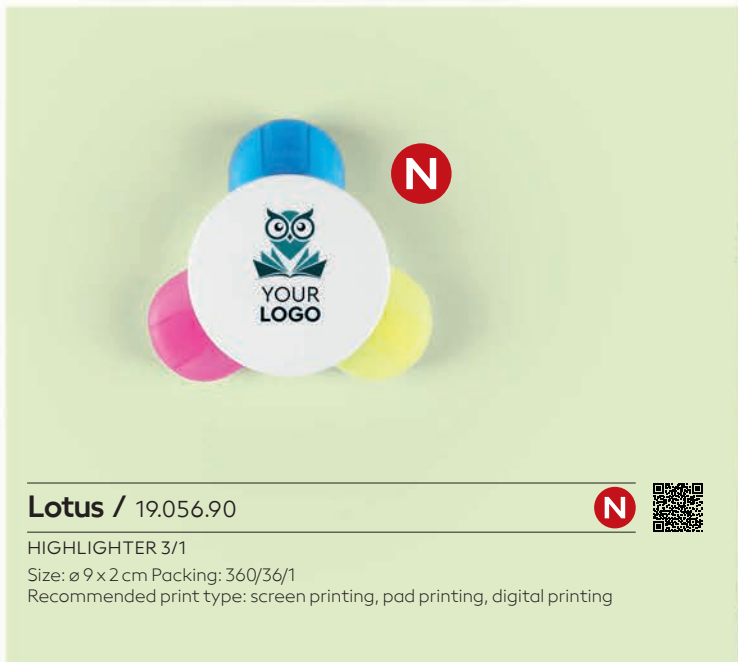 N
YOUR
LOGO
Lotus / 19.056.90
N
HIGHLIGHTER 3/1
Size: ø 9 x 2 cm Packing: 360/36/1
Recommended print type: screen printing, pad printing, digital printing